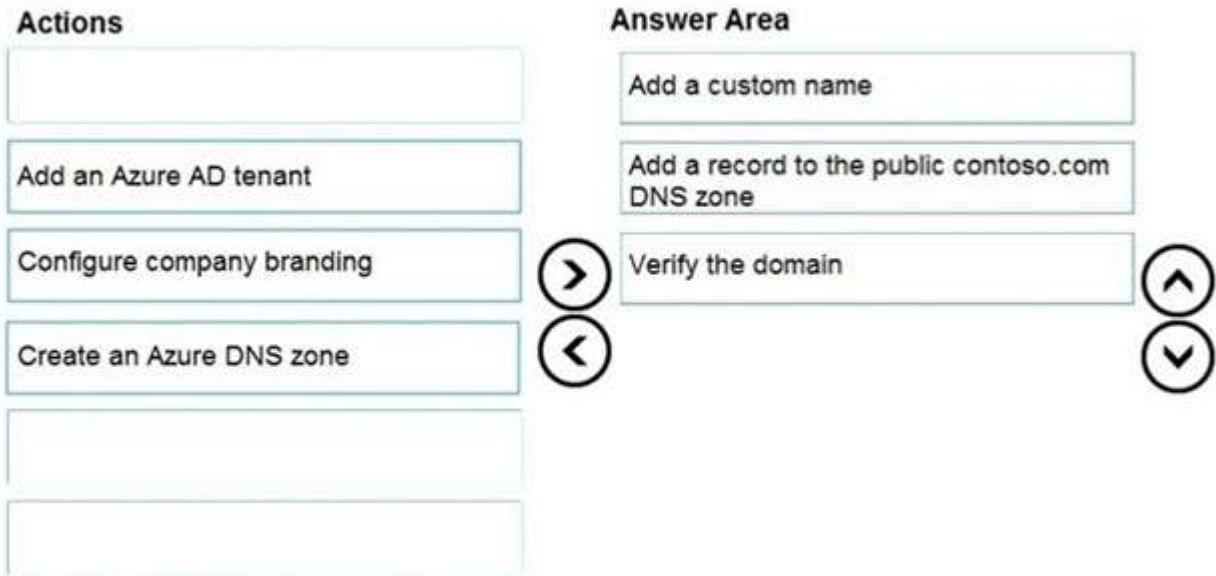 Actions
Add an Azure AD tenant
Configure company branding
Create an Azure DNS zone
Answer Area
Add a custom name
Add a record to the public contoso.com
DNS zone
Verify the domain